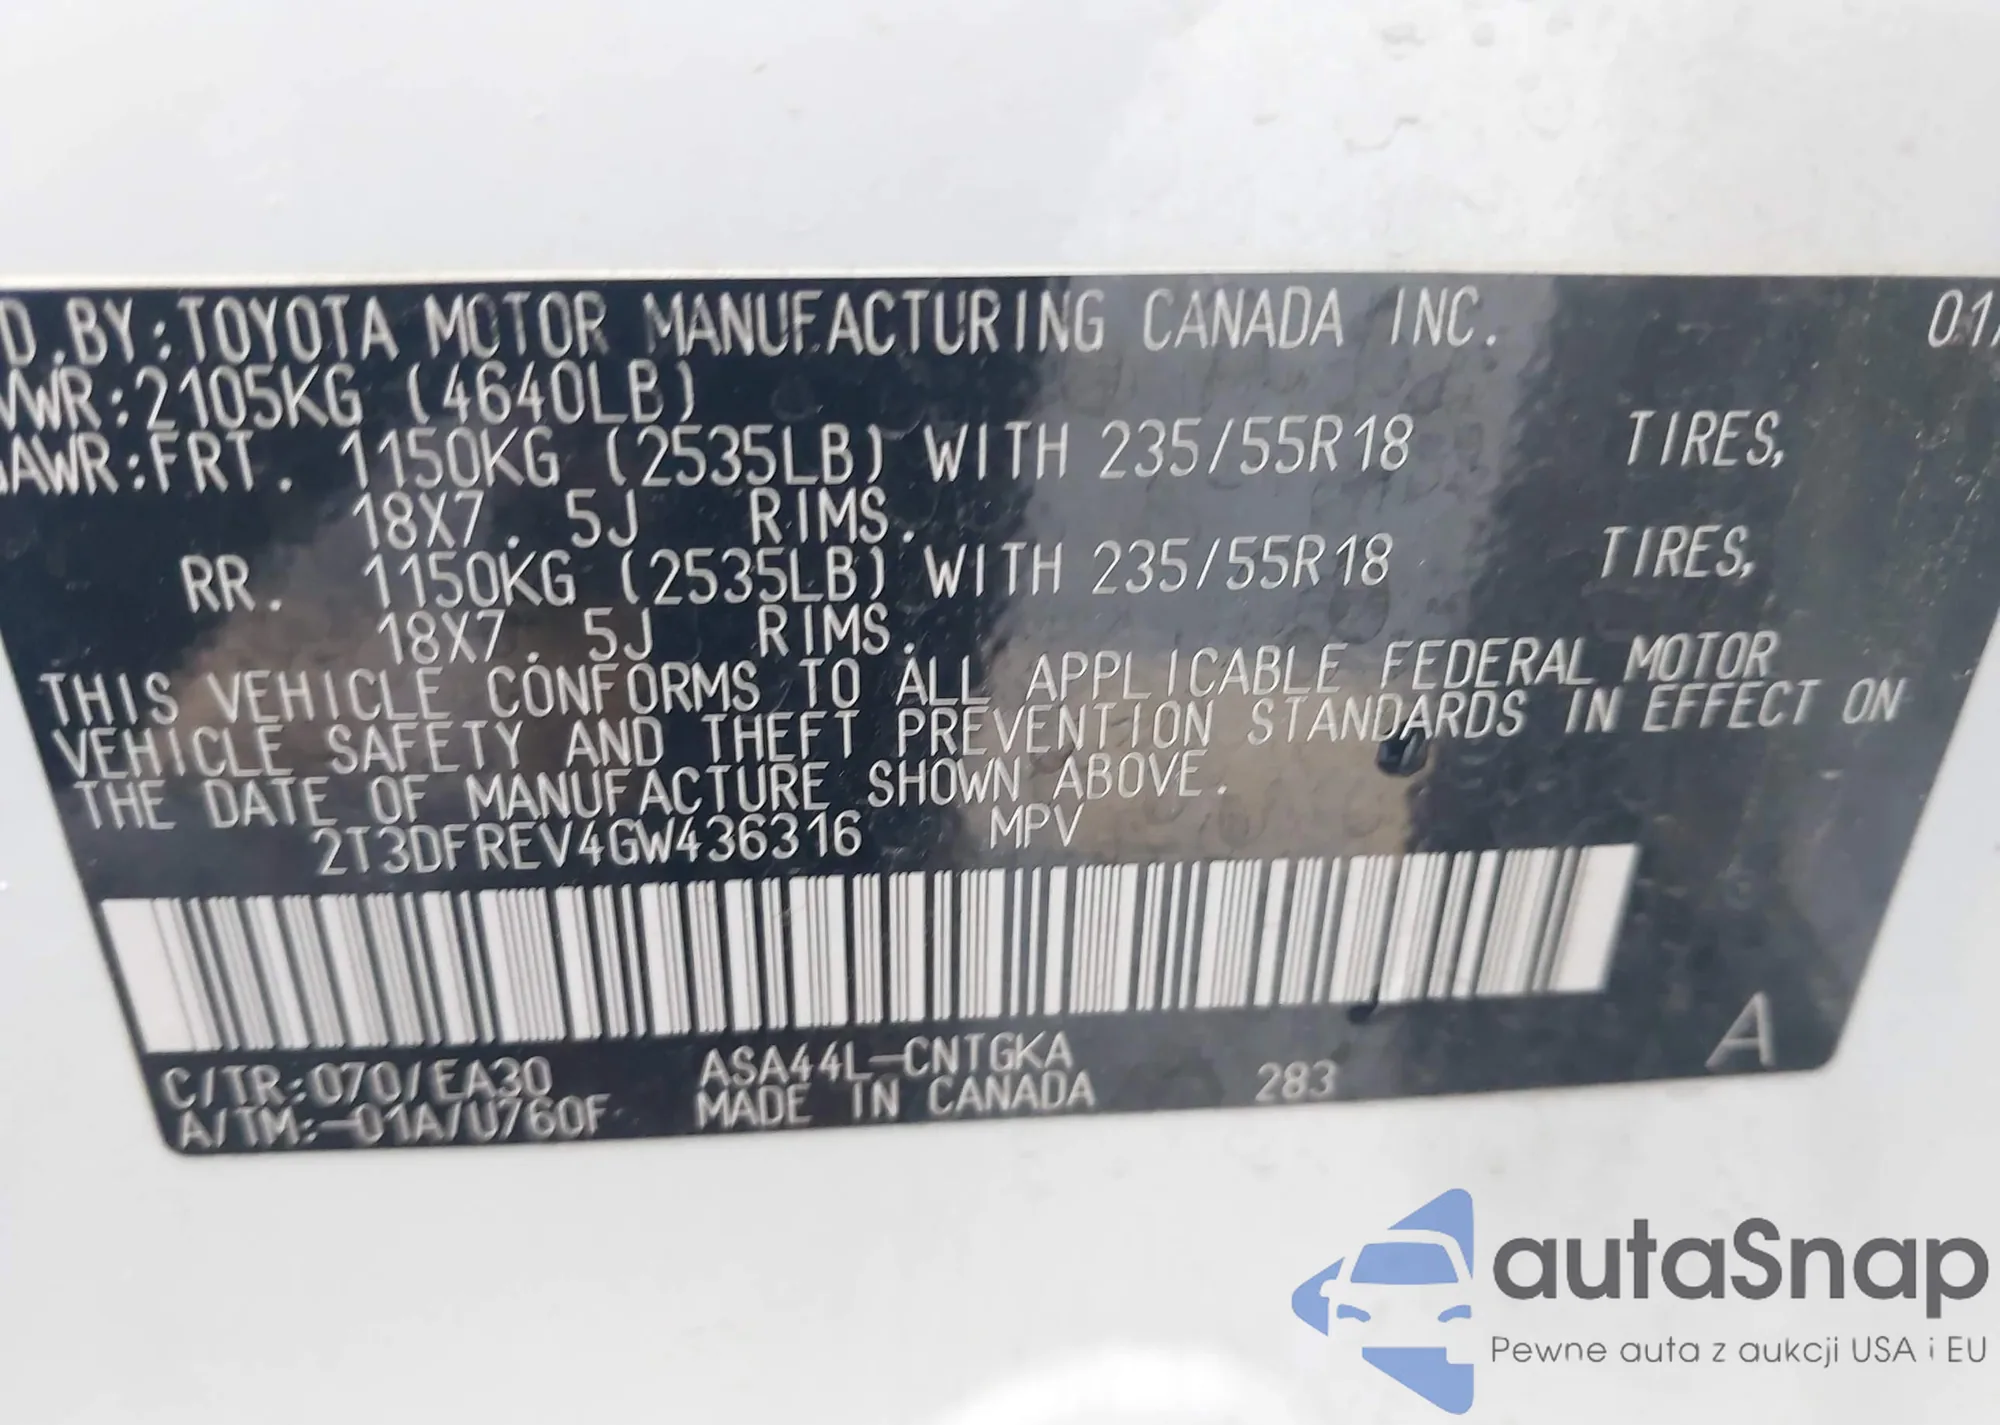 D.BY:TOYOTA MOTOR MANUFACTURING CANADA INC. 01/
VWR:2105KG (4640LB)
AWR:FRT. 1150KG (2535LB) WITH 235/55R18 TIRES,
18X7.5J RIMS.
RR. 1150KG (2535LB) WITH 235/55R18 TIRES,
18X7.5J RIMS.
THIS VEHICLE CONFORMS TO ALL APPLICABLE FEDERAL MOTOR
VEHICLE SAFETY AND THEFT PREVENTION STANDARDS IN EFFECT ON
THE DATE OF MANUFACTURE SHOWN ABOVE.
2T3DFREV4GW436316 MPV
C/TR:070/EA30 ASA44L-CNTGKA
A/TM:-01A/U760F MADE IN CANADA 283 A
autaSnap
Pewne auta z aukcji USA i EU